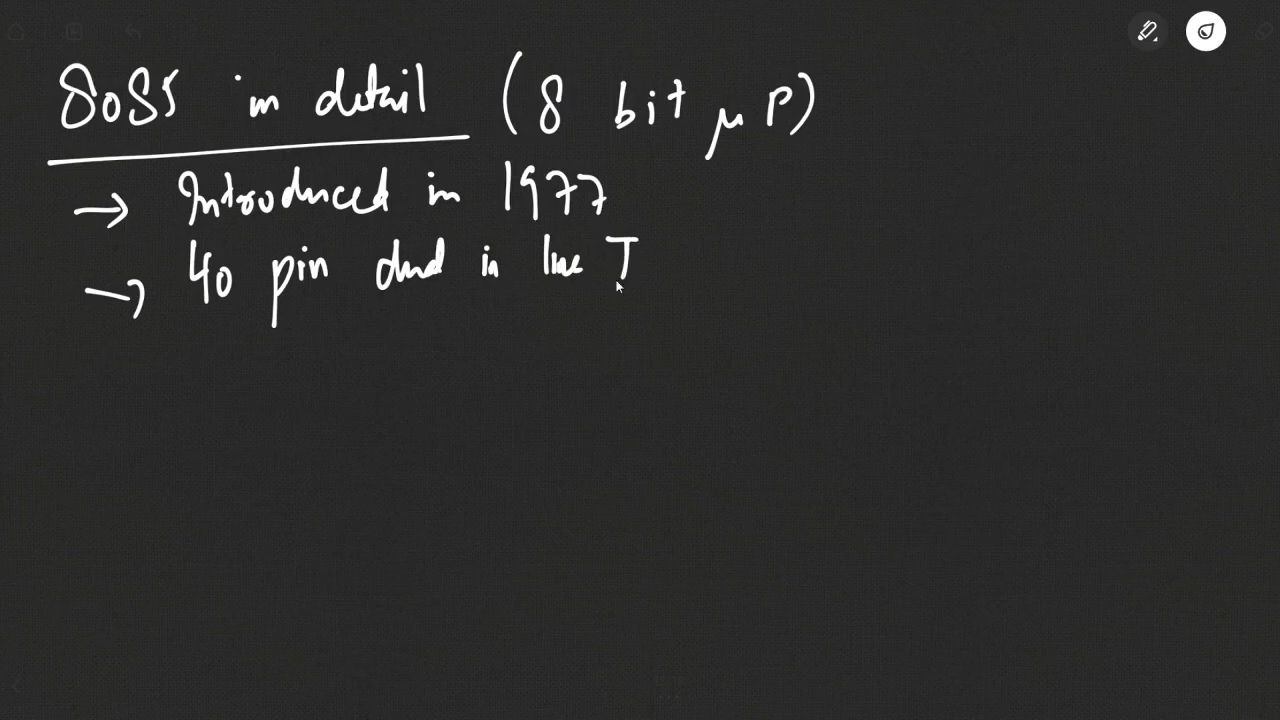 8085 in detail (8 bit μP)
→ Introduced in 1977
→ 40 pin dual in line I